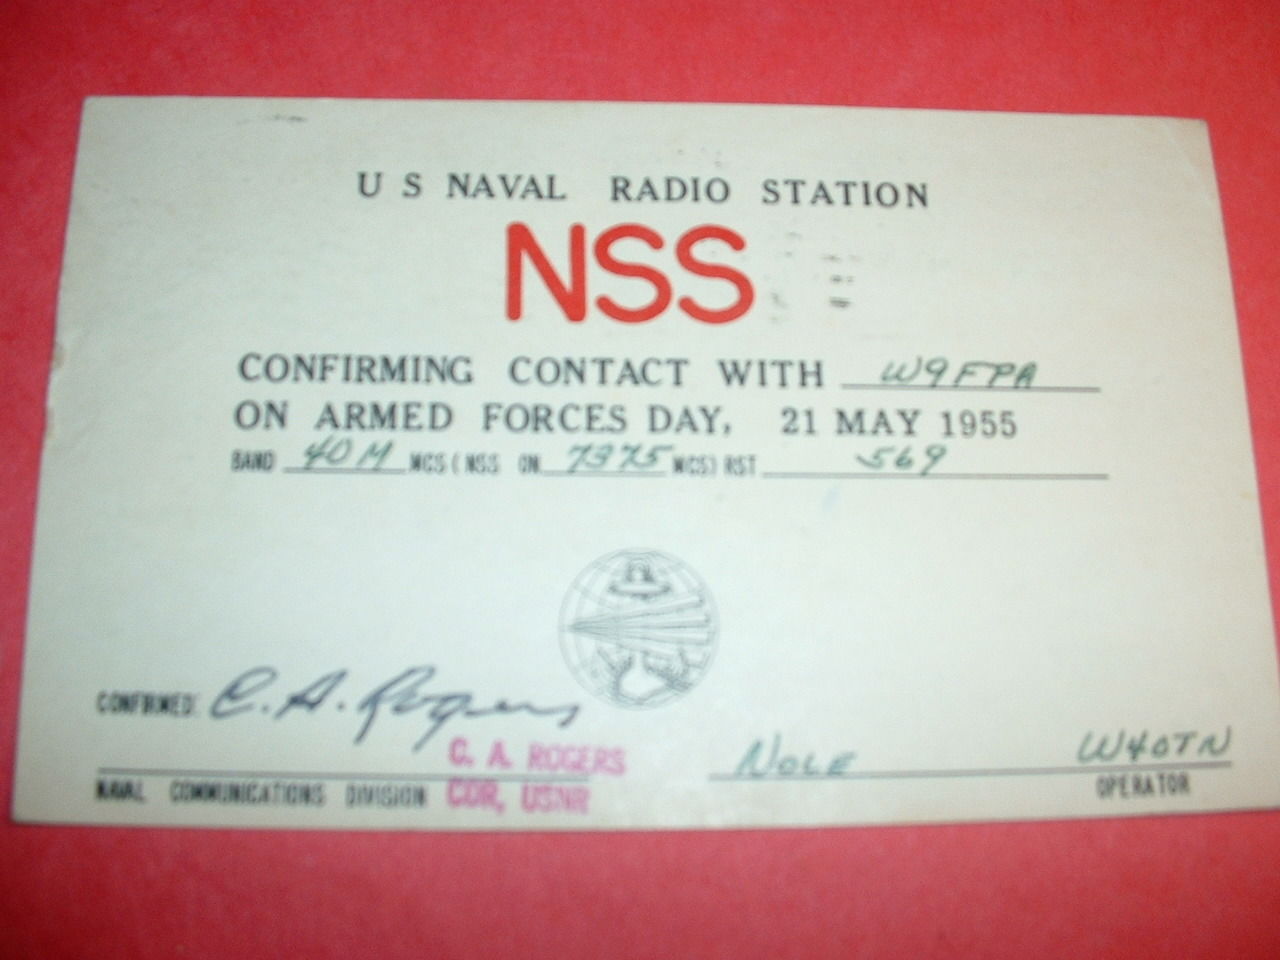 U S NAVAL RADIO STATION
NSS
CONFIRMING CONTACT WITH W9FPA
ON ARMED FORCES DAY, 21 MAY 1955
BAND 40 M MCS (NSS ON 7375 MCS) RST 569
CONFIRMED: C. A. Rogers
C. A. ROGERS
NOLE W4OTN
NAVAL COMMUNICATIONS DIVISION CDR, USNR
OPERATOR